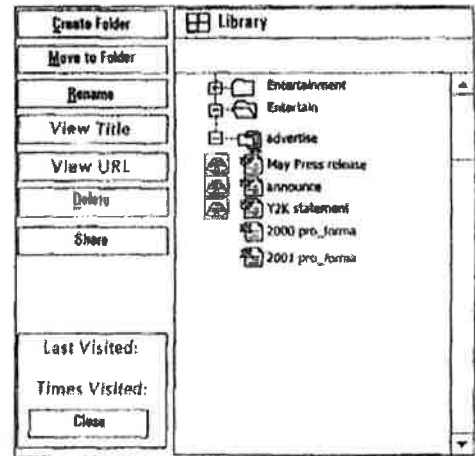 Create Folder
Move to Folder
Rename
View Title
View URL
Delete
Share
Last Visited:
Times Visited:
Close
Library
Entertainment
Entertain
advertise
May Press release
announce
Y2K statement
2000 pro_forma
2001 pro_forma